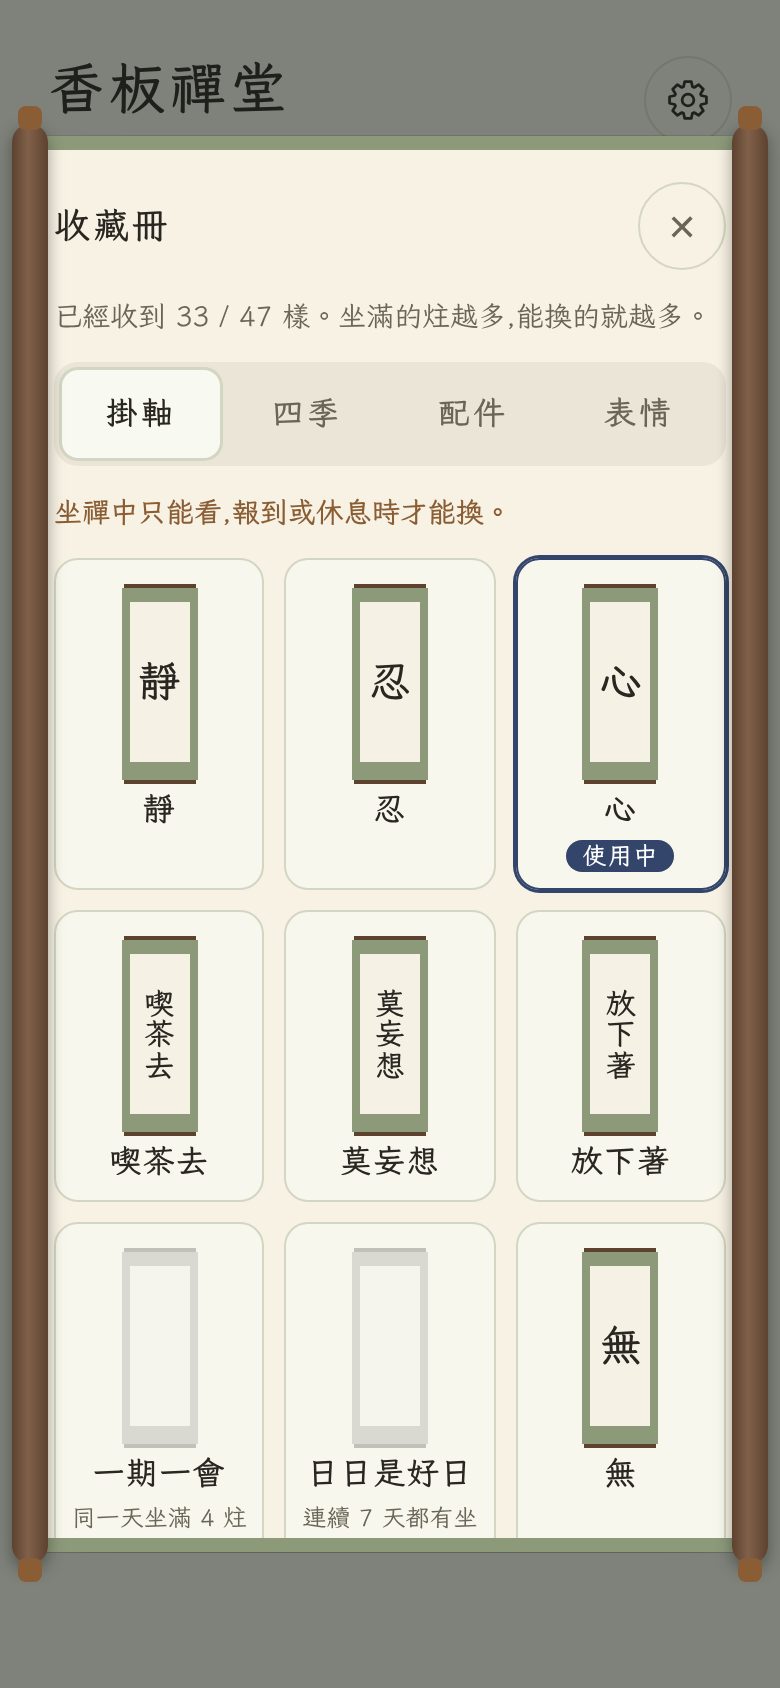 香板禪堂
收藏冊
已經收到 33 / 47 樣。坐滿的炷越多,能換的就越多。
掛軸 四季 配件 表情
坐禪中只能看,報到或休息時才能換。
靜 忍 心
靜 忍 心
使用中
喫茶去 莫妄想 放下著
喫茶去 莫妄想 放下著
無
一期一會 日日是好日 無
同一天坐滿 4 炷 連續 7 天都有坐